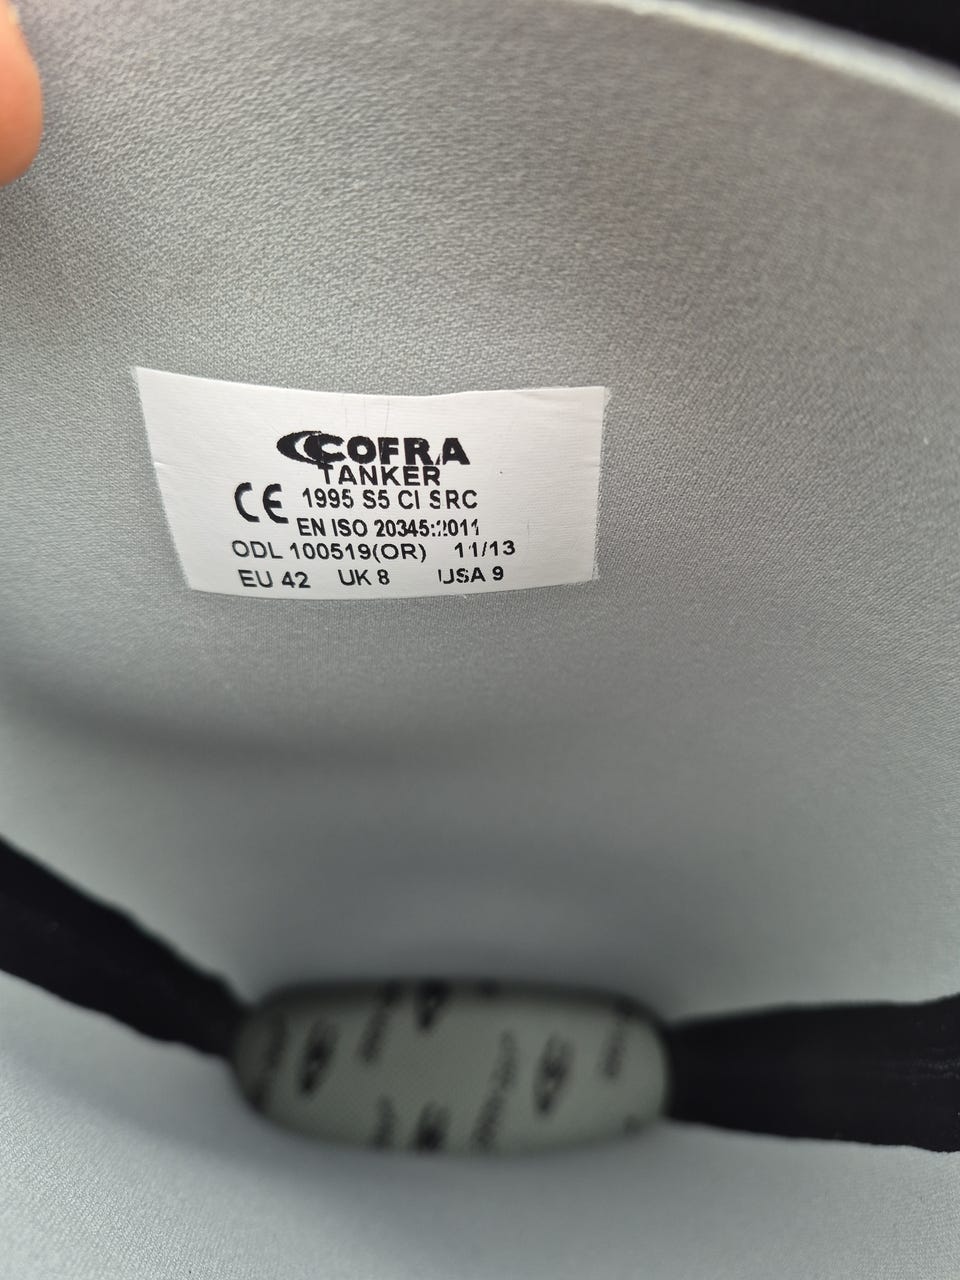 COFRA
TANKER
CE 1995 S5 CI SRC
EN ISO 20345:2011
ODL 100519(OR) 11/13
EU 42 UK 8 USA 9